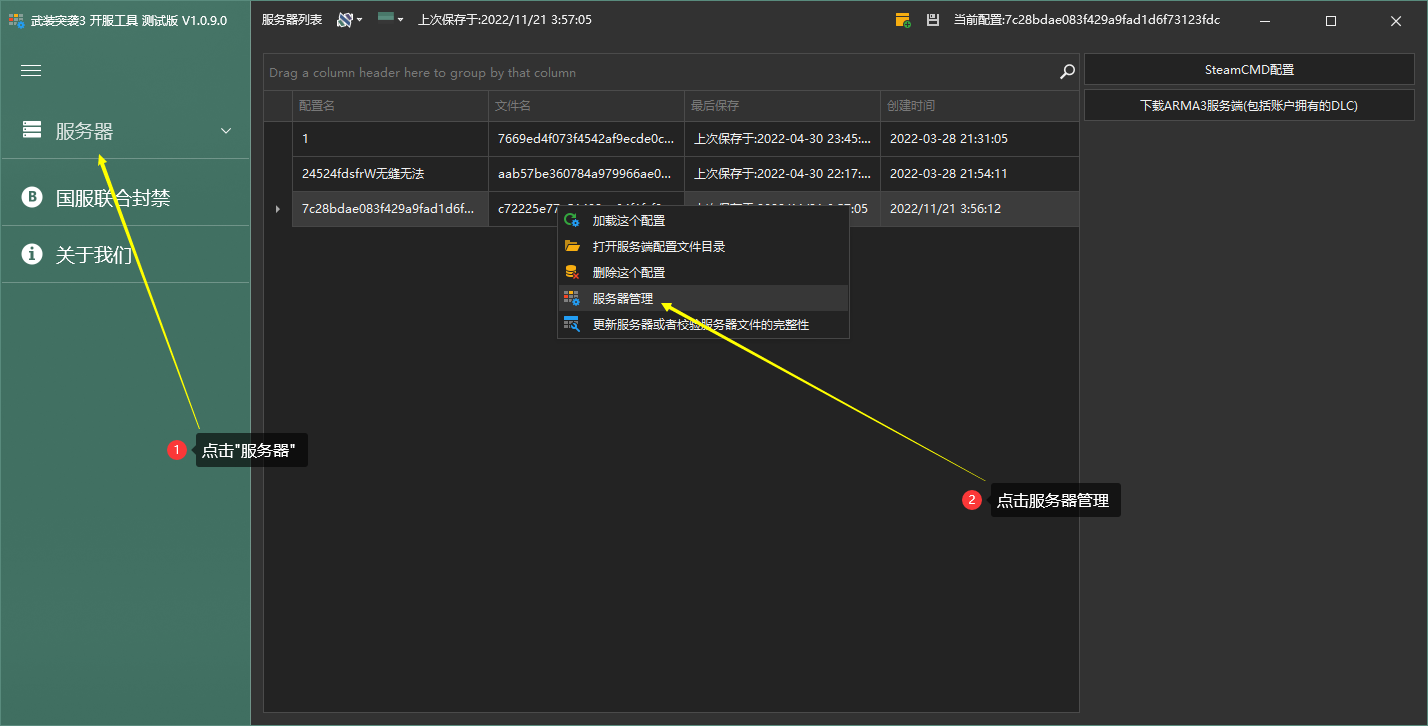 武装突袭3 开服工具 测试版 V1.0.9.0
服务器列表
上次保存于:2022/11/21 3:57:05
当前配置:7c28bdae083f429a9fad1d6f73123fdc
服务器
国服联合封禁
关于我们
Drag a column header here to group by that column
配置名 文件名 最后保存 创建时间
1 7669ed4f073f4542af9ecde0c... 上次保存于:2022-04-30 23:45:... 2022-03-28 21:31:05
24524fdsfrW无缝无法 aab57be360784a979966ae0... 上次保存于:2022-04-30 22:17:... 2022-03-28 21:54:11
7c28bdae083f429a9fad1d6f... c72225e77 :05 2022/11/21 3:56:12
加载这个配置
打开服务端配置文件目录
删除这个配置
服务器管理
更新服务器或者校验服务器文件的完整性
SteamCMD配置
下载ARMA3服务端(包括账户拥有的DLC)
1 点击"服务器"
2 点击服务器管理